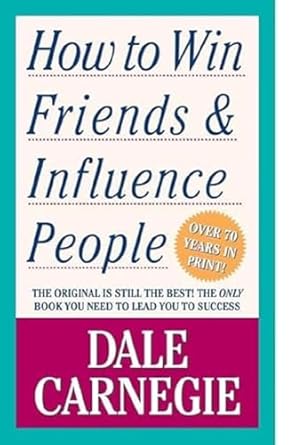 How to Win
Friends &
Influence
People
OVER 70
YEARS IN
PRINT!
THE ORIGINAL IS STILL THE BEST! THE ONLY
BOOK YOU NEED TO LEAD YOU TO SUCCESS
DALE
CARNEGIE